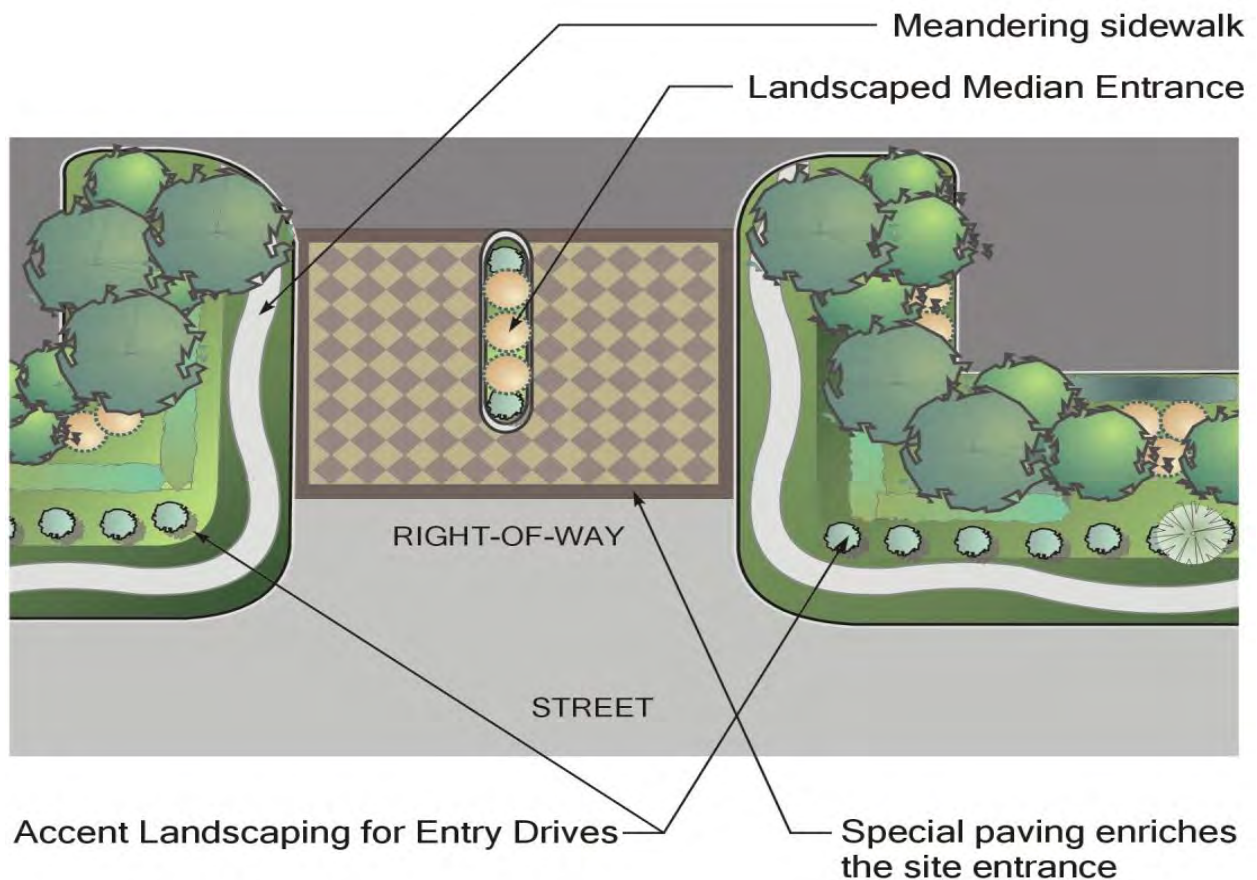 Meandering sidewalk
Landscaped Median Entrance
RIGHT-OF-WAY
STREET
Accent Landscaping for Entry Drives
Special paving enriches
the site entrance